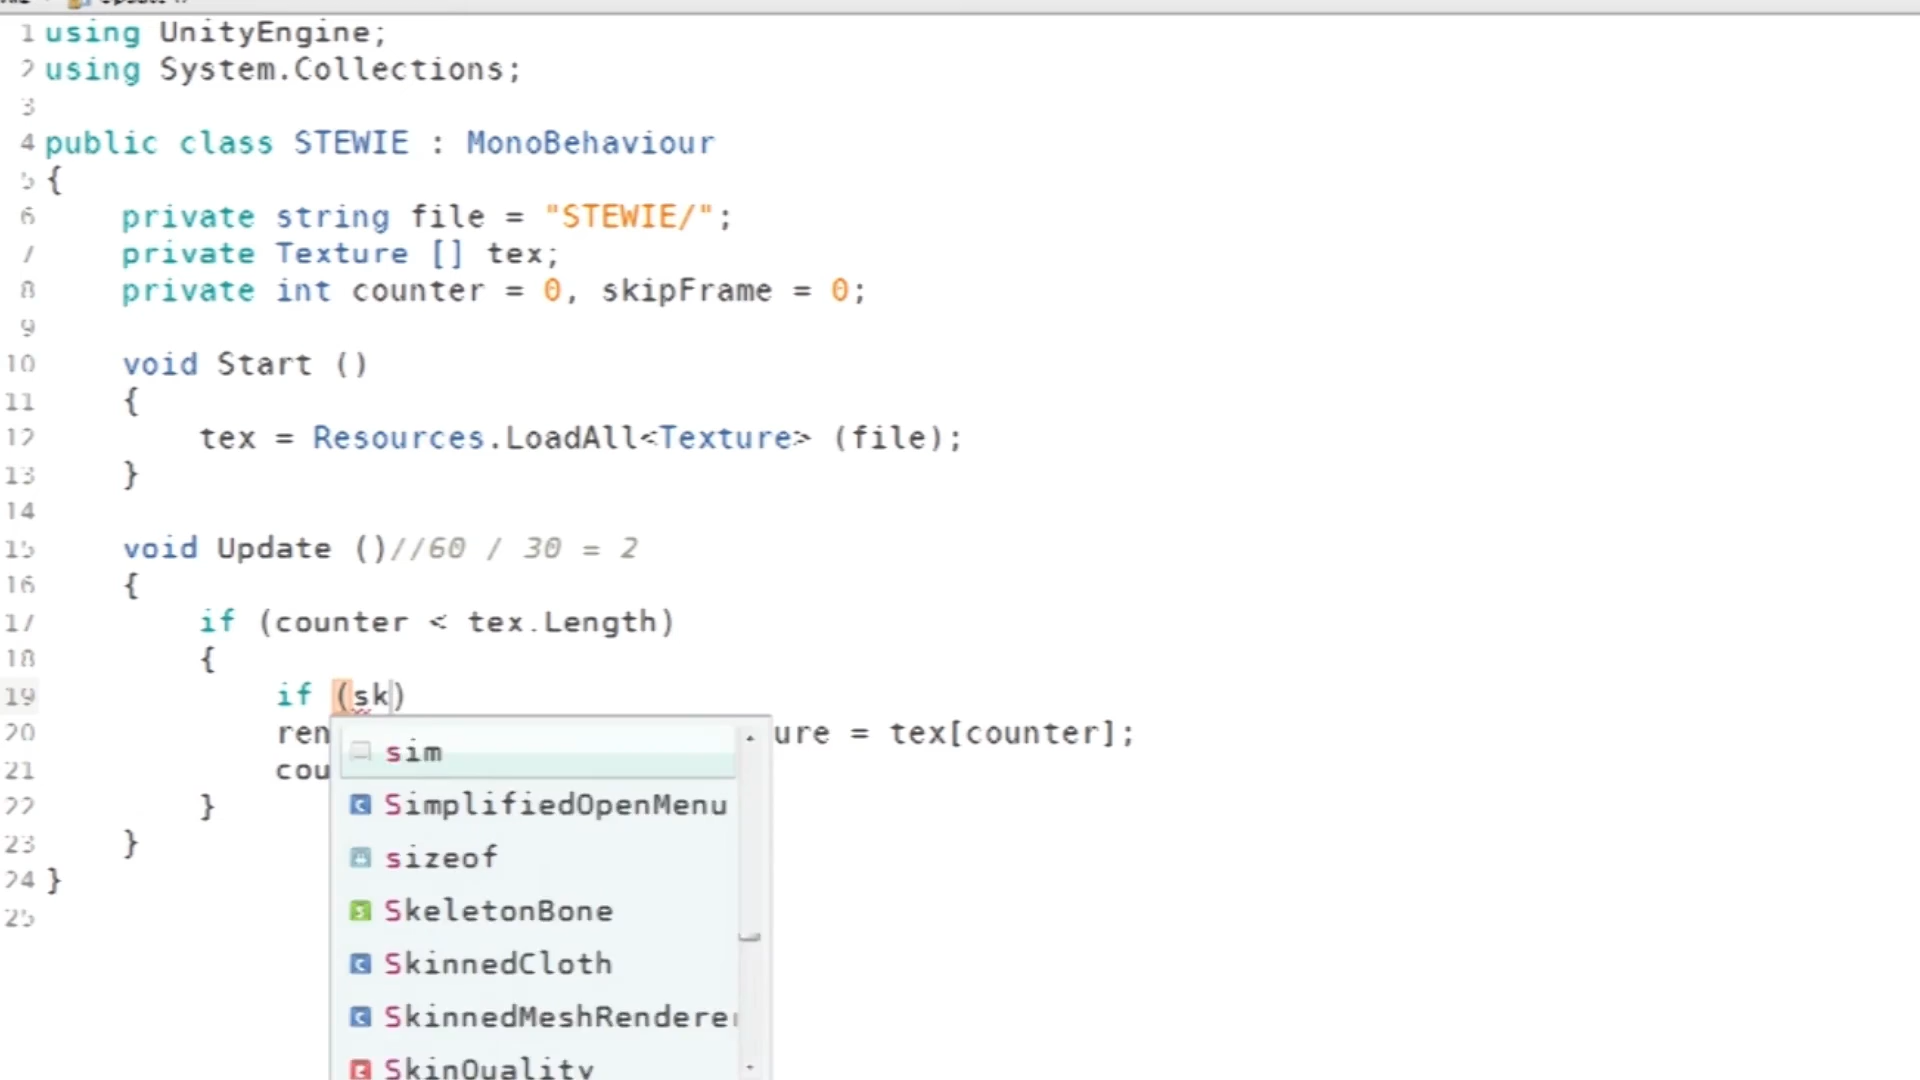 1 using UnityEngine;
2 using System.Collections;
3
4 public class STEWIE : MonoBehaviour
5 {
6 private string file = "STEWIE/";
7 private Texture [] tex;
8 private int counter = 0, skipFrame = 0;
9
10 void Start ()
11 {
12 tex = Resources.LoadAll<Texture> (file);
13 }
14
15 void Update ()//60 / 30 = 2
16 {
17 if (counter < tex.Length)
18 {
19 if (sk)
20 ren ure = tex[counter];
21 cou
22 }
23 }
24 }
25
sim
SimplifiedOpenMenu
sizeof
SkeletonBone
SkinnedCloth
SkinnedMeshRenderer
SkinQuality